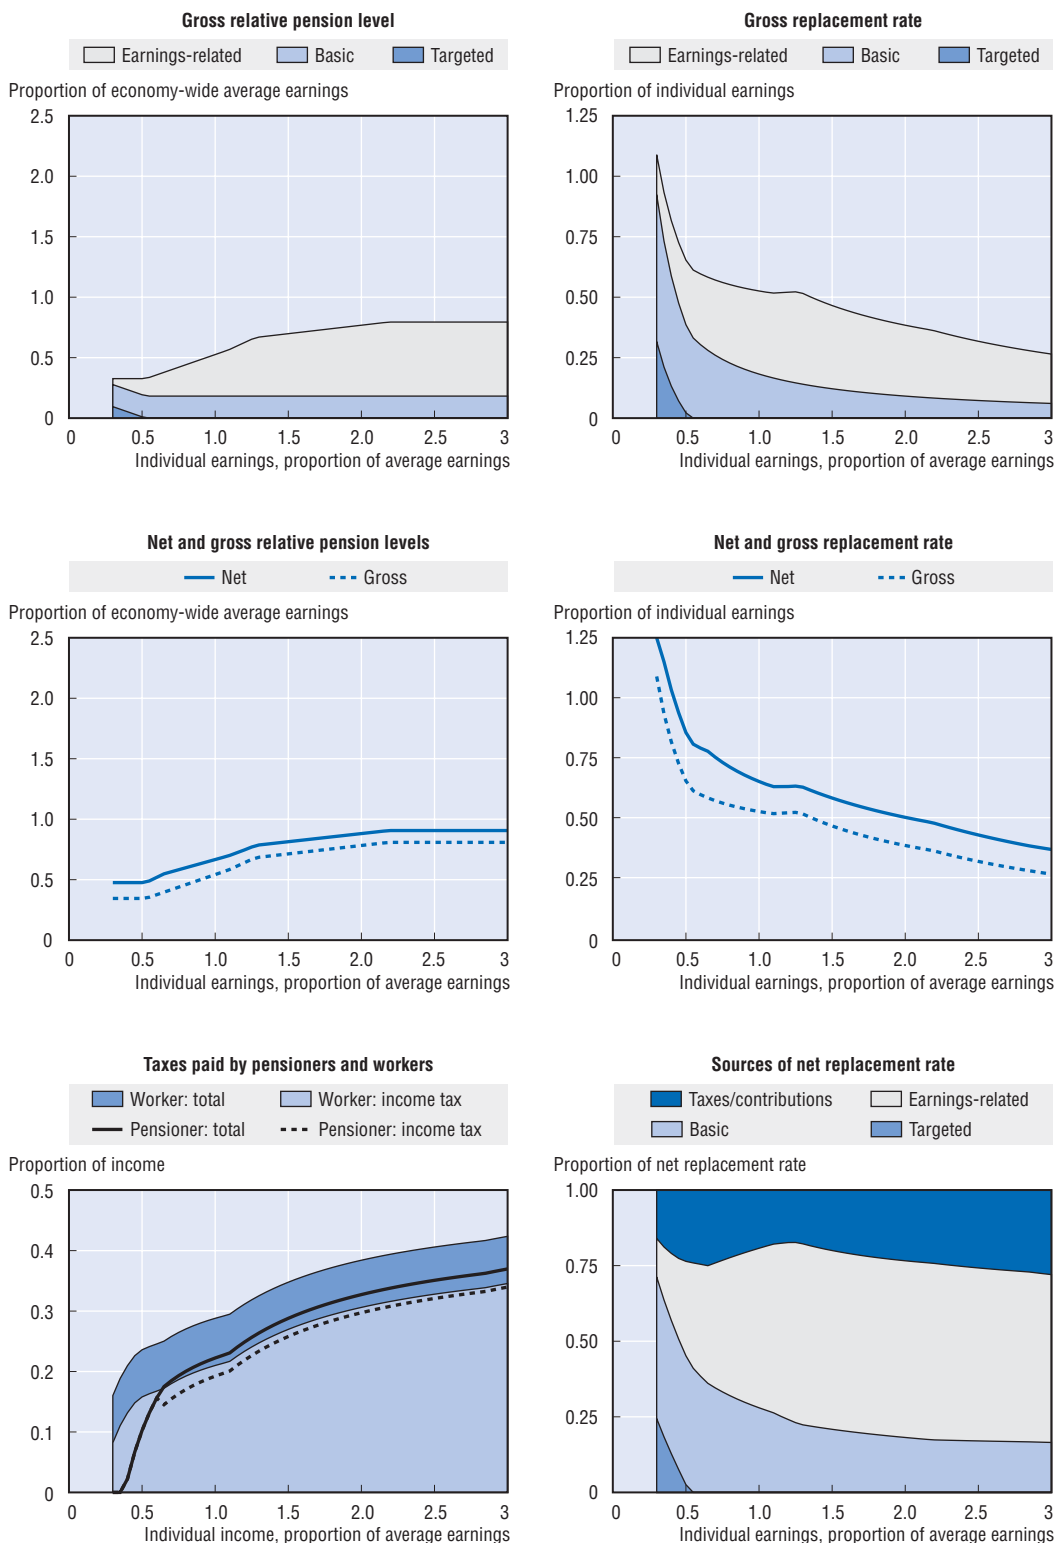 Gross relative pension level
Earnings-related Basic Targeted
Proportion of economy-wide average earnings
2.5
2.0
1.5
1.0
0.5
0
0 0.5 1.0 1.5 2.0 2.5 3
Individual earnings, proportion of average earnings
Gross replacement rate
Earnings-related Basic Targeted
Proportion of individual earnings
1.25
1.00
0.75
0.50
0.25
0
0 0.5 1.0 1.5 2.0 2.5 3
Individual earnings, proportion of average earnings
Net and gross relative pension levels
Net Gross
Proportion of economy-wide average earnings
2.5
2.0
1.5
1.0
0.5
0
0 0.5 1.0 1.5 2.0 2.5 3
Individual earnings, proportion of average earnings
Net and gross replacement rate
Net Gross
Proportion of individual earnings
1.25
1.00
0.75
0.50
0.25
0
0 0.5 1.0 1.5 2.0 2.5 3
Individual earnings, proportion of average earnings
Taxes paid by pensioners and workers
Worker: total Worker: income tax
Pensioner: total Pensioner: income tax
Proportion of income
0.5
0.4
0.3
0.2
0.1
0
0 0.5 1.0 1.5 2.0 2.5 3
Individual income, proportion of average earnings
Sources of net replacement rate
Taxes/contributions Earnings-related
Basic Targeted
Proportion of net replacement rate
1.00
0.75
0.50
0.25
0
0 0.5 1.0 1.5 2.0 2.5 3
Individual earnings, proportion of average earnings